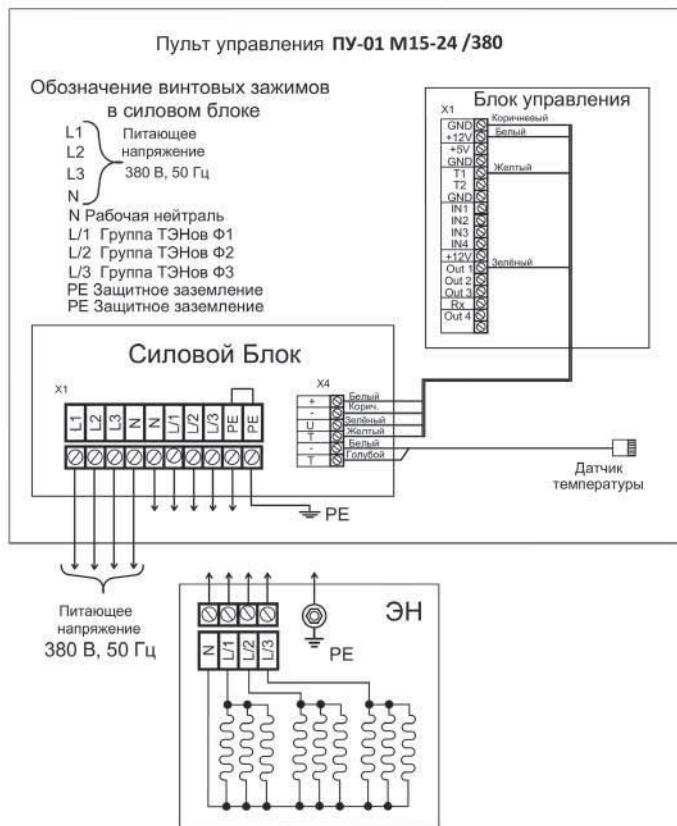 Пульт управления ПУ-01 М15-24 /380
Обозначение винтовых зажимов
в силовом блоке
L1
L2
L3
N
Питающее
напряжение
380 В, 50 Гц
N Рабочая нейтраль
L/1 Группа ТЭНов Ф1
L/2 Группа ТЭНов Ф2
L/3 Группа ТЭНов Ф3
PE Защитное заземление
PE Защитное заземление
Блок управления
X1
GND Коричневый
+12V Белый
+5V
GND
T1 Желтый
T2
GND
IN1
IN2
IN3
IN4
+12V
Out 1 Зелёный
Out 2
Out 3
Rx
Out 4
Силовой Блок
X1
L1 L2 L3 N N L/1 L/2 L/3 PE PE
X4
+ Белый
- Корич.
U Зелёный
T Желтый
- Белый
T Голубой
Датчик
температуры
PE
Питающее
напряжение
380 В, 50 Гц
ЭН
N L/1 L/2 L/3
PE